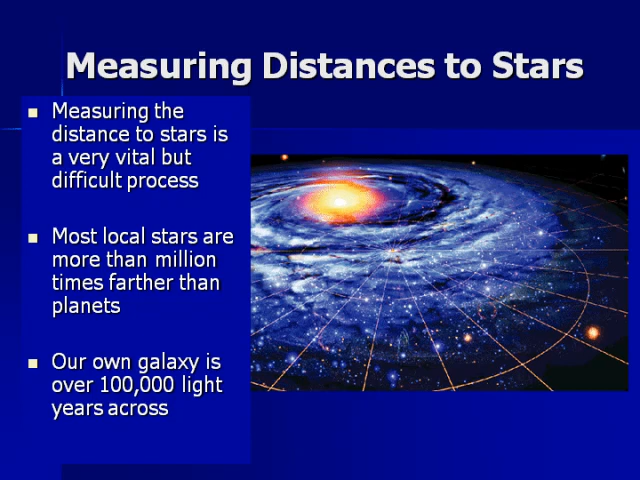 Measuring Distances to Stars
Measuring the
distance to stars is
a very vital but
difficult process
Most local stars are
more than million
times farther than
planets
Our own galaxy is
over 100,000 light
years across